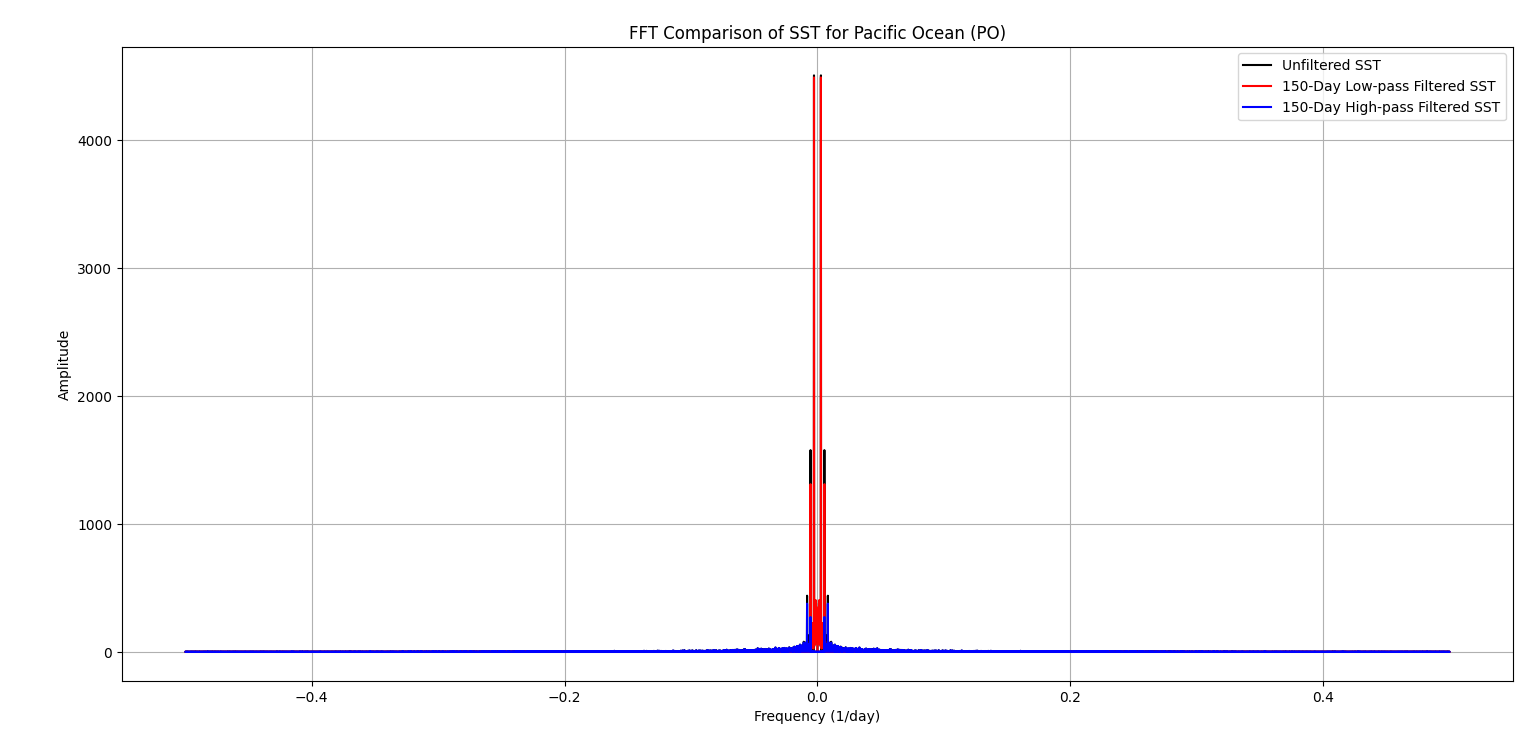 FFT Comparison of SST for Pacific Ocean (PO)
Unfiltered SST
150-Day Low-pass Filtered SST
150-Day High-pass Filtered SST
Amplitude
4000
3000
2000
1000
0
−0.4
−0.2
0.0
0.2
0.4
Frequency (1/day)